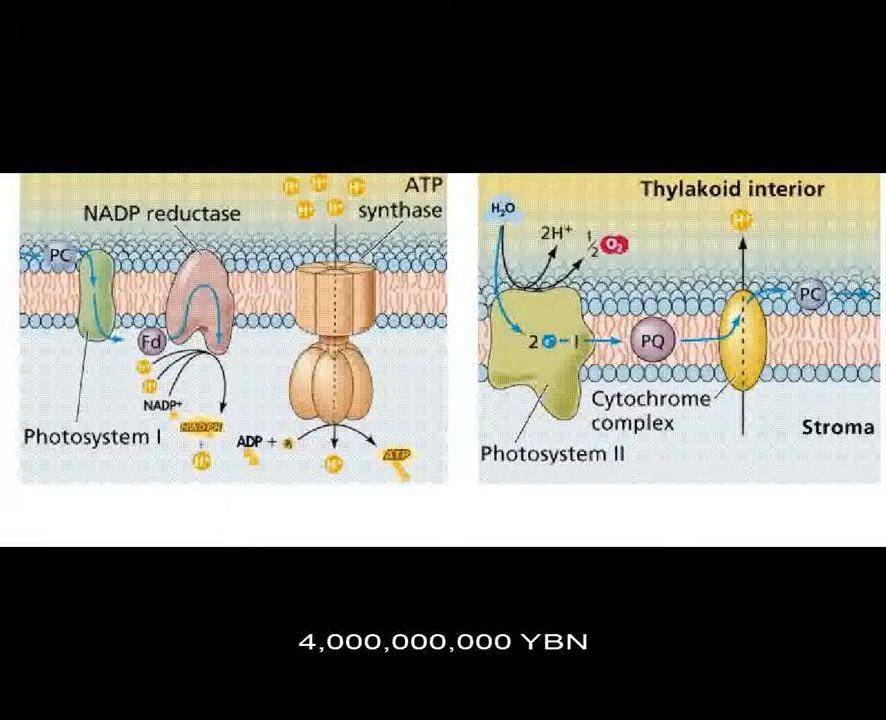 ATP
synthase
NADP reductase
H+ H+ H+
H+ H+
PC
Fd
H+
H+
NADP+
NADPH
+
H+
Photosystem I
ADP + P
H+
ATP
Thylakoid interior
H2O
H+
2H+
1/2 O2
PC
2 e- I
PQ
Cytochrome
complex
Stroma
Photosystem II
4,000,000,000 YBN